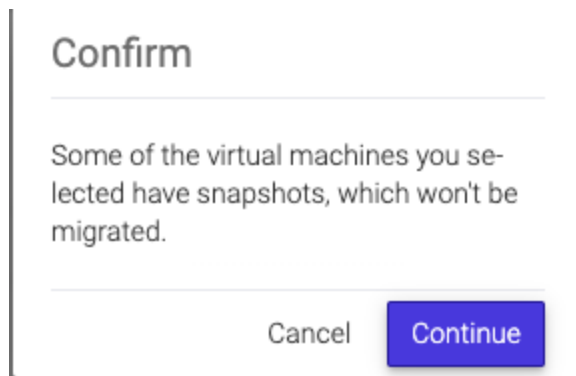 Confirm
Some of the virtual machines you se-
lected have snapshots, which won't be
migrated.
Cancel Continue